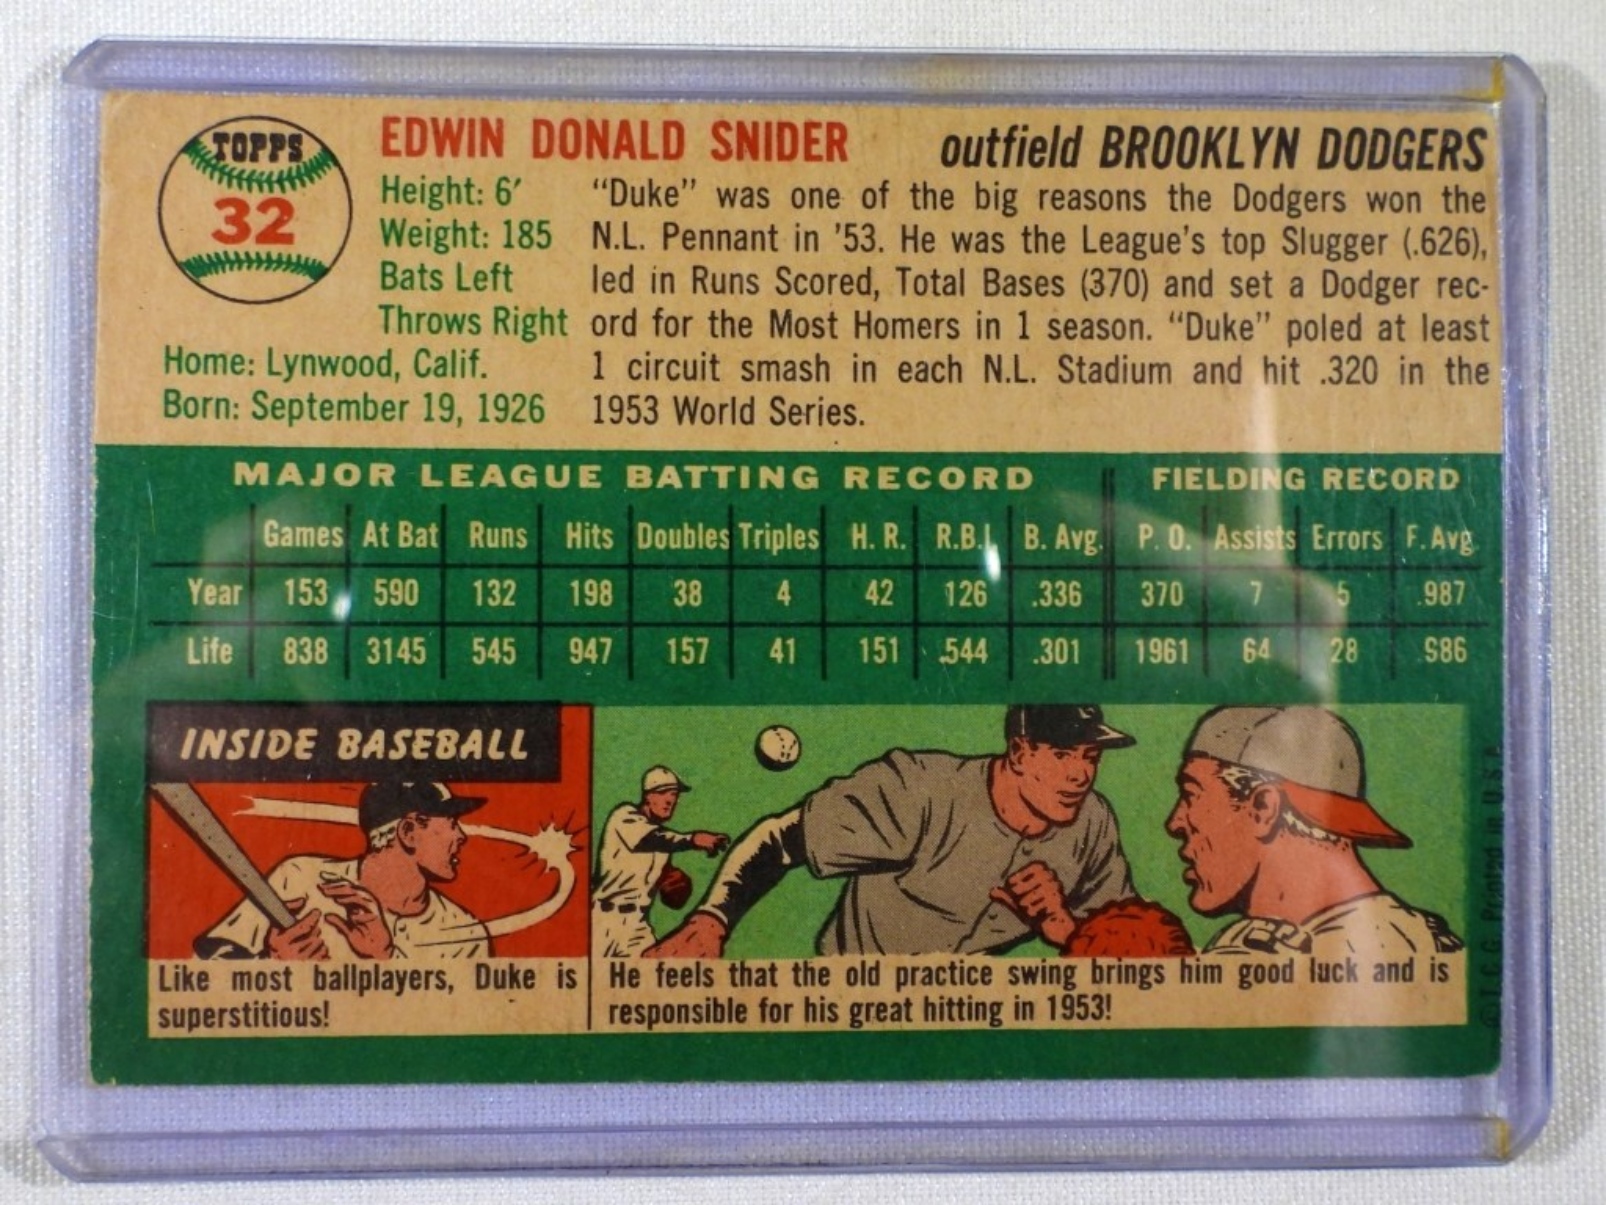 TOPPS
32
EDWIN DONALD SNIDER
outfield BROOKLYN DODGERS
Height: 6′
Weight: 185
Bats Left
Throws Right
Home: Lynwood, Calif.
Born: September 19, 1926
“Duke” was one of the big reasons the Dodgers won the
N.L. Pennant in ’53. He was the League’s top Slugger (.626),
led in Runs Scored, Total Bases (370) and set a Dodger rec-
ord for the Most Homers in 1 season. “Duke” poled at least
1 circuit smash in each N.L. Stadium and hit .320 in the
1953 World Series.
MAJOR LEAGUE BATTING RECORD FIELDING RECORD
Games At Bat Runs Hits Doubles Triples H. R. R.B.I. B. Avg. P. O. Assists Errors F. Avg.
Year 153 590 132 198 38 4 42 126 .336 370 7 5 .987
Life 838 3145 545 947 157 41 151 544 .301 1961 64 28 .986
INSIDE BASEBALL
Like most ballplayers, Duke is
superstitious!
He feels that the old practice swing brings him good luck and is
responsible for his great hitting in 1953!
©T.C.G. Printed in U.S.A.